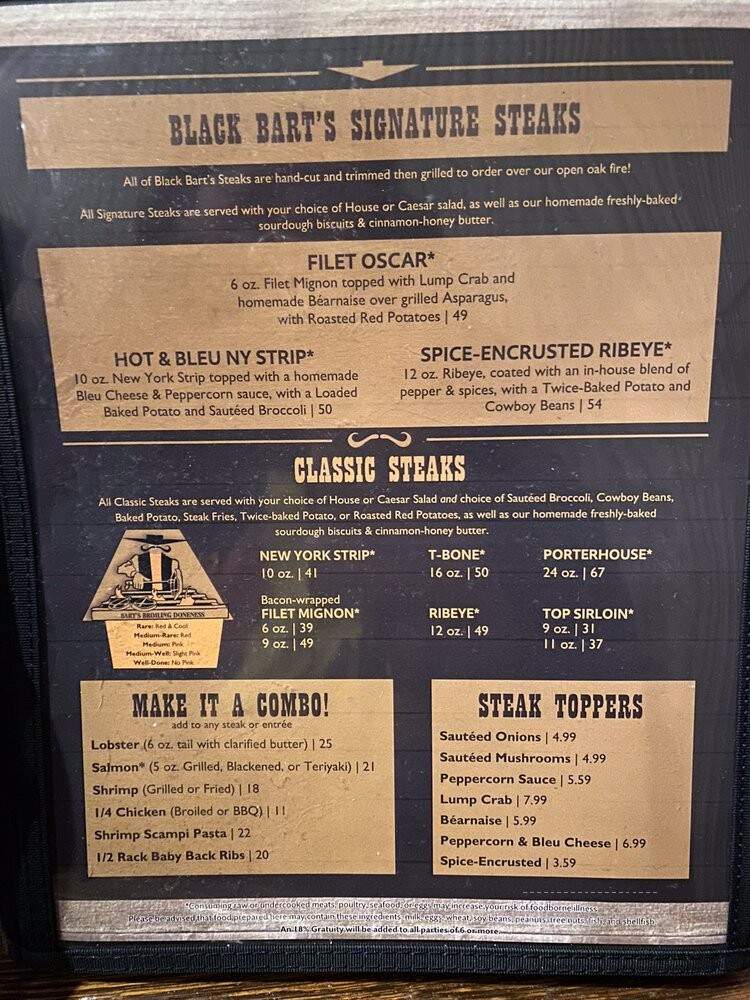 BLACK BART'S SIGNATURE STEAKS
All of Black Bart's Steaks are hand-cut and trimmed then grilled to order over our open oak fire!
All Signature Steaks are served with your choice of House or Caesar salad, as well as our homemade freshly-baked
sourdough biscuits & cinnamon-honey butter.
FILET OSCAR*
6 oz. Filet Mignon topped with Lump Crab and
homemade Béarnaise over grilled Asparagus,
with Roasted Red Potatoes | 49
HOT & BLEU NY STRIP*
10 oz. New York Strip topped with a homemade
Bleu Cheese & Peppercorn sauce, with a Loaded
Baked Potato and Sautéed Broccoli | 50
SPICE-ENCRUSTED RIBEYE*
12 oz. Ribeye, coated with an in-house blend of
pepper & spices, with a Twice-Baked Potato and
Cowboy Beans | 54
CLASSIC STEAKS
All Classic Steaks are served with your choice of House or Caesar Salad and choice of Sautéed Broccoli, Cowboy Beans,
Baked Potato, Steak Fries, Twice-baked Potato, or Roasted Red Potatoes, as well as our homemade freshly-baked
sourdough biscuits & cinnamon-honey butter.
BART'S BROILING DONENESS
Rare: Red & Cool
Medium-Rare: Red
Medium: Pink
Medium-Well: Slight Pink
Well-Done: No Pink
NEW YORK STRIP*
10 oz. | 41
T-BONE*
16 oz. | 50
PORTERHOUSE*
24 oz. | 67
Bacon-wrapped
FILET MIGNON*
6 oz. | 39
9 oz. | 49
RIBEYE*
12 oz. | 49
TOP SIRLOIN*
9 oz. | 31
11 oz. | 37
MAKE IT A COMBO!
add to any steak or entrée
Lobster (6 oz. tail with clarified butter) | 25
Salmon* (5 oz. Grilled, Blackened, or Teriyaki) | 21
Shrimp (Grilled or Fried) | 18
1/4 Chicken (Broiled or BBQ) | 11
Shrimp Scampi Pasta | 22
1/2 Rack Baby Back Ribs | 20
STEAK TOPPERS
Sautéed Onions | 4.99
Sautéed Mushrooms | 4.99
Peppercorn Sauce | 5.59
Lump Crab | 7.99
Béarnaise | 5.99
Peppercorn & Bleu Cheese | 6.99
Spice-Encrusted | 3.59
*Consuming raw or undercooked meats, poultry, seafood, or eggs may increase your risk of foodborne illness.
Please be advised that food prepared here may contain these ingredients: milk, eggs, wheat, soy beans, peanuts, tree nuts, fish, and shellfish.
An 18% Gratuity will be added to all parties of 6 or more.